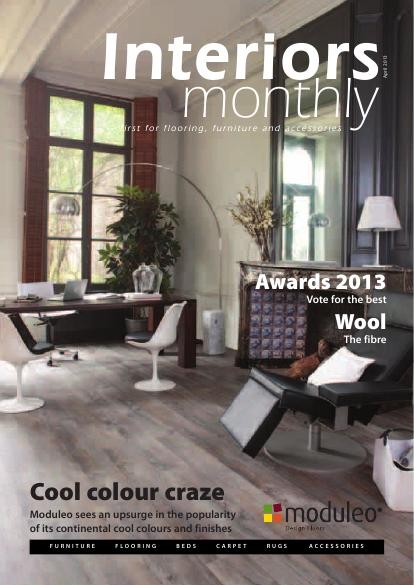 Interiors
April 2013
monthly
first for flooring, furniture and accessories
Awards 2013
Vote for the best
Wool
The fibre
Cool colour craze
Moduleo sees an upsurge in the popularity
of its continental cool colours and finishes
moduleo®
Design Floors
FURNITURE FLOORING BEDS CARPET RUGS ACCESSORIES